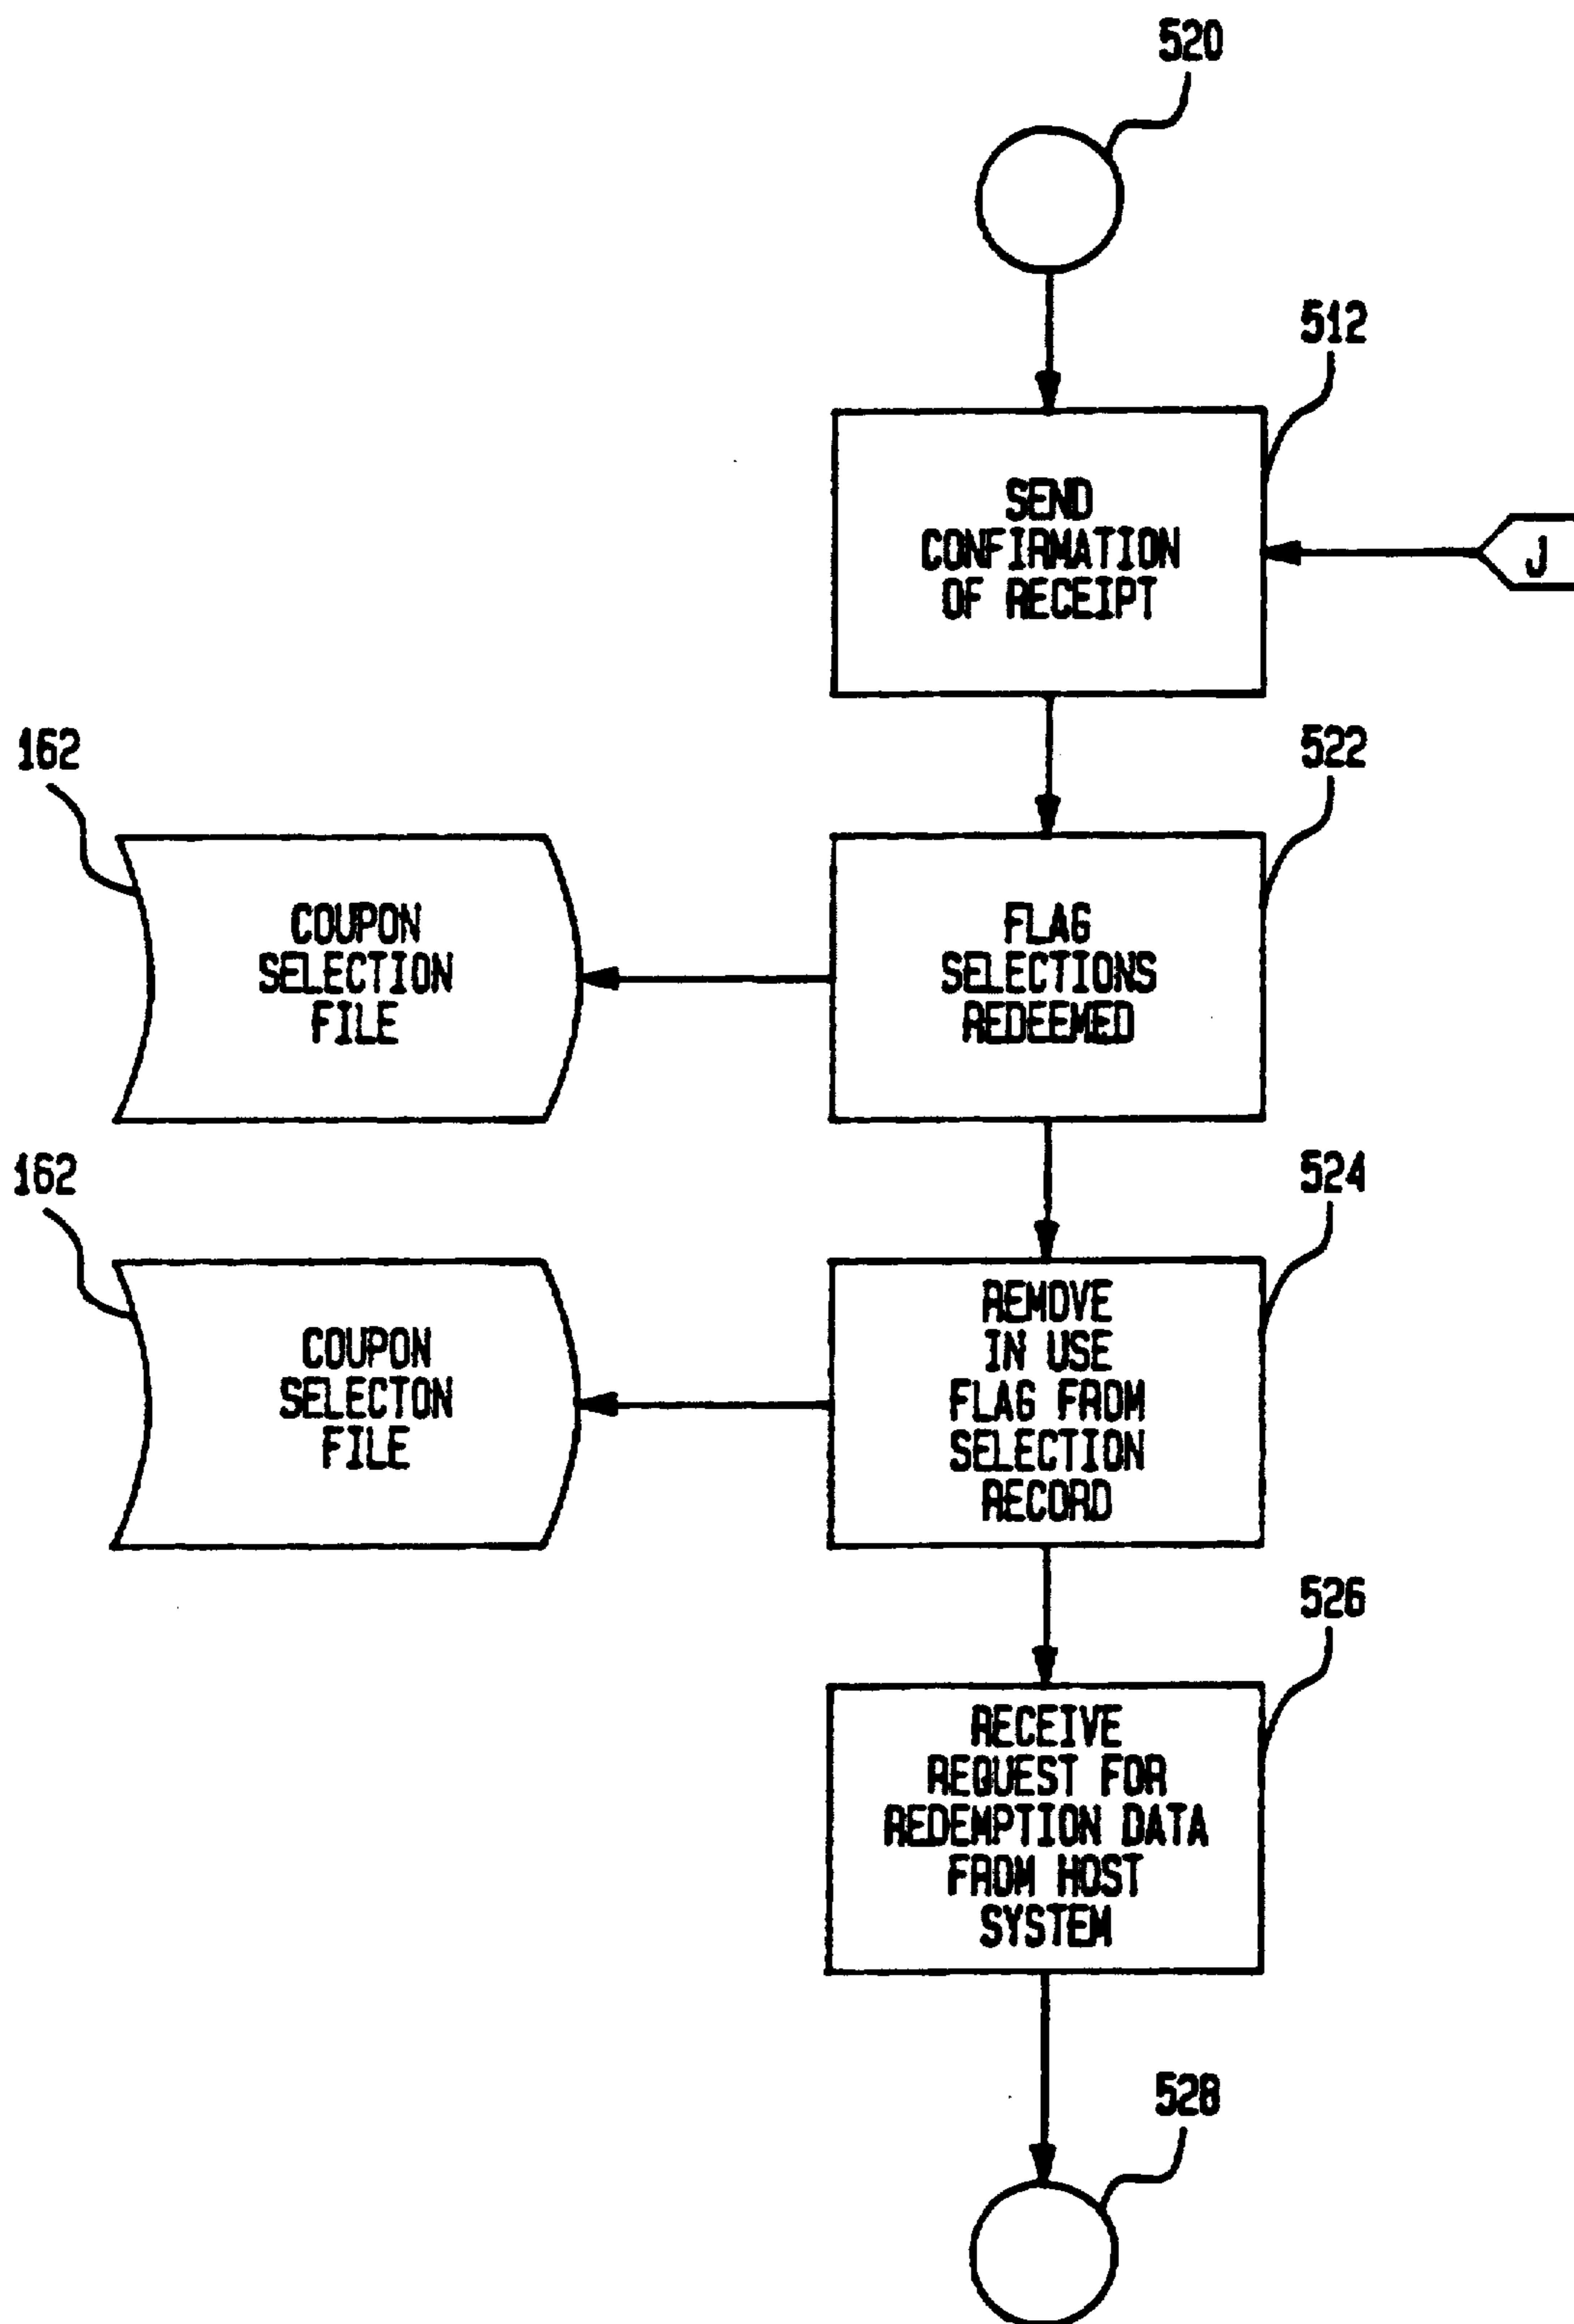 520
512
SEND
CONFIRMATION
OF RECEIPT
J
162
522
COUPON
SELECTION
FILE
FLAG
SELECTIONS
REDEEMED
162
524
COUPON
SELECTON
FILE
REMOVE
IN USE
FLAG FROM
SELECTION
RECORD
526
RECEIVE
REQUEST FOR
REDEMPTION DATA
FROM HOST
SYSTEM
528